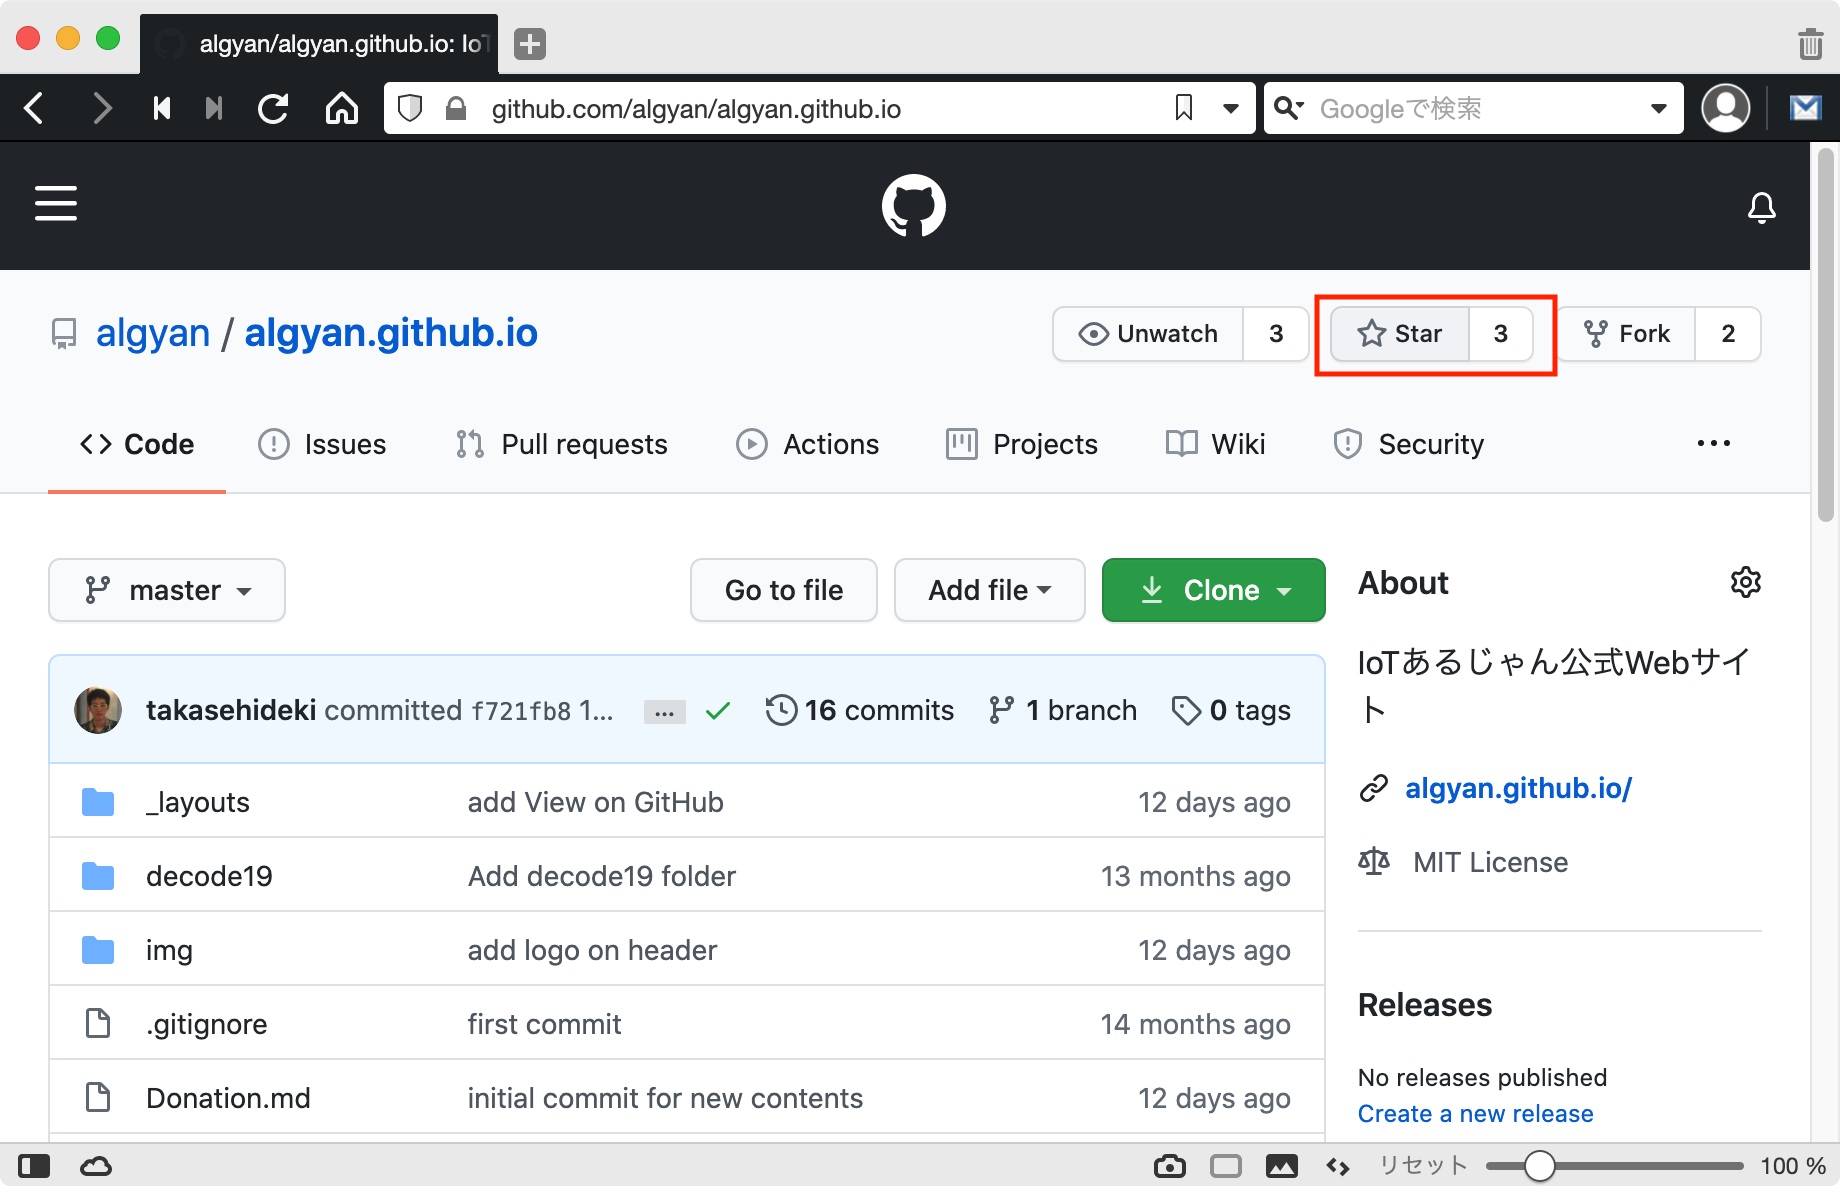 algyan/algyan.github.io: IoT
github.com/algyan/algyan.github.io
Googleで検索
algyan / algyan.github.io
Unwatch 3
Star 3
Fork 2
Code Issues Pull requests Actions Projects Wiki Security ...
master
Go to file Add file Clone
takasehideki committed f721fb8 1... ... 16 commits 1 branch 0 tags
_layouts add View on GitHub 12 days ago
decode19 Add decode19 folder 13 months ago
img add logo on header 12 days ago
.gitignore first commit 14 months ago
Donation.md initial commit for new contents 12 days ago
About
IoTあるじゃん公式Webサイ
ト
algyan.github.io/
MIT License
Releases
No releases published
Create a new release
リセット 100 %